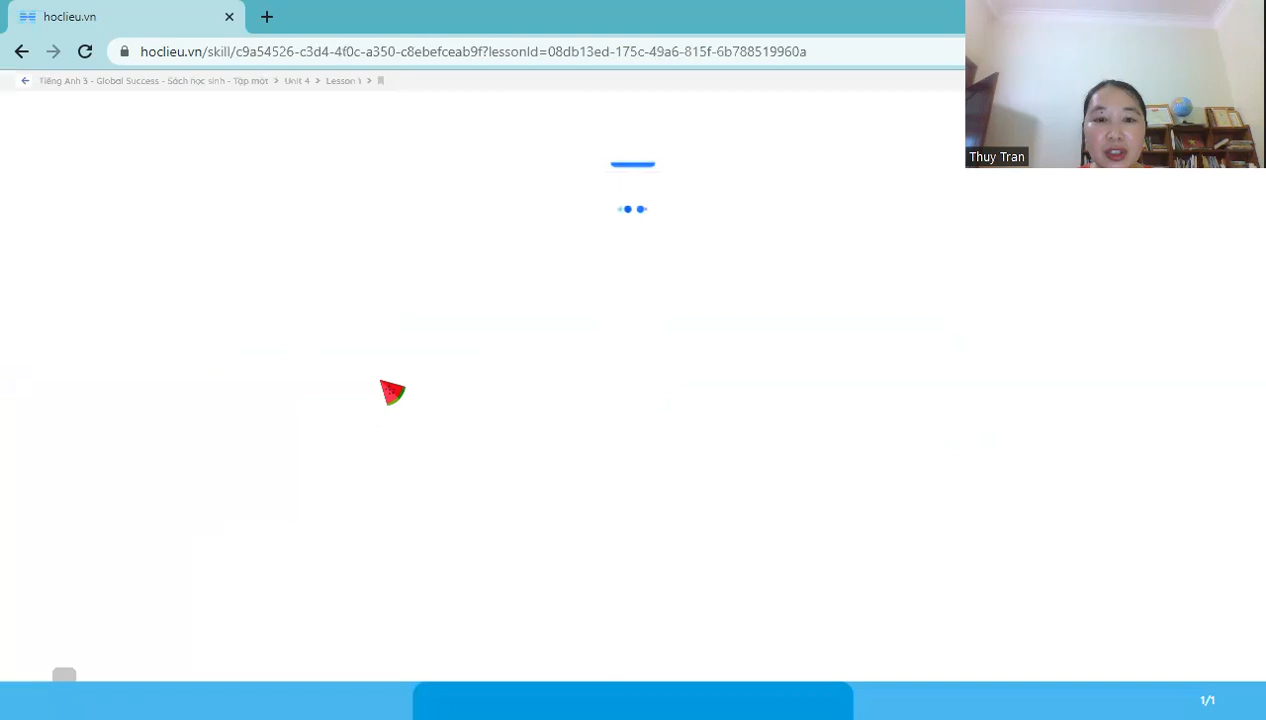 hoclieu.vn
hoclieu.vn/skill/c9a54526-c3d4-4f0c-a350-c8ebefceab9f?lessonId=08db13ed-175c-49a6-815f-6b788519960a
Tiếng Anh 3 - Global Success - Sách học sinh - Tập một > Unit 4 > Lesson 1 >
Thuy Tran
1/1